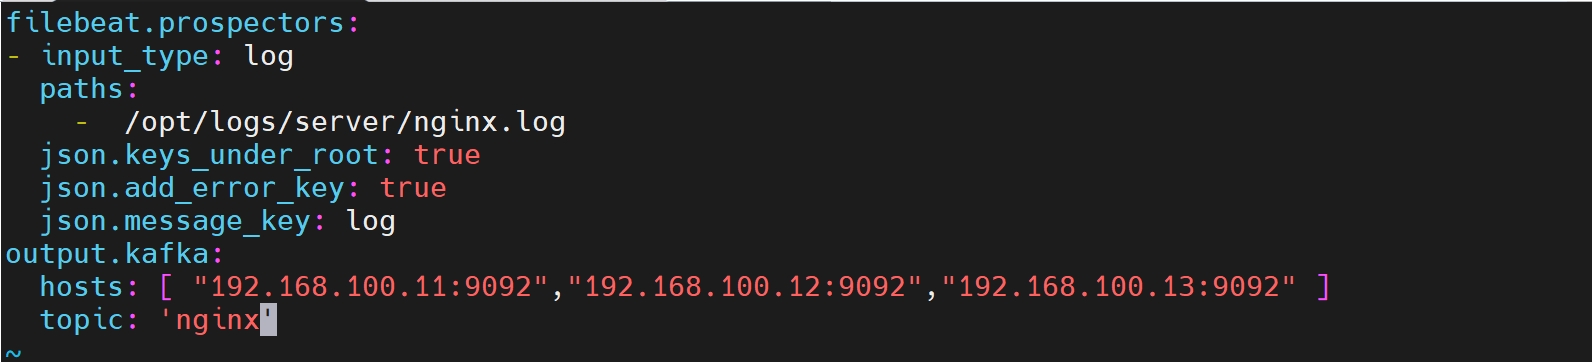 filebeat.prospectors:
- input_type: log
  paths:
    -  /opt/logs/server/nginx.log
  json.keys_under_root: true
  json.add_error_key: true
  json.message_key: log
output.kafka:
  hosts: [ "192.168.100.11:9092","192.168.100.12:9092","192.168.100.13:9092" ]
  topic: 'nginx'
~